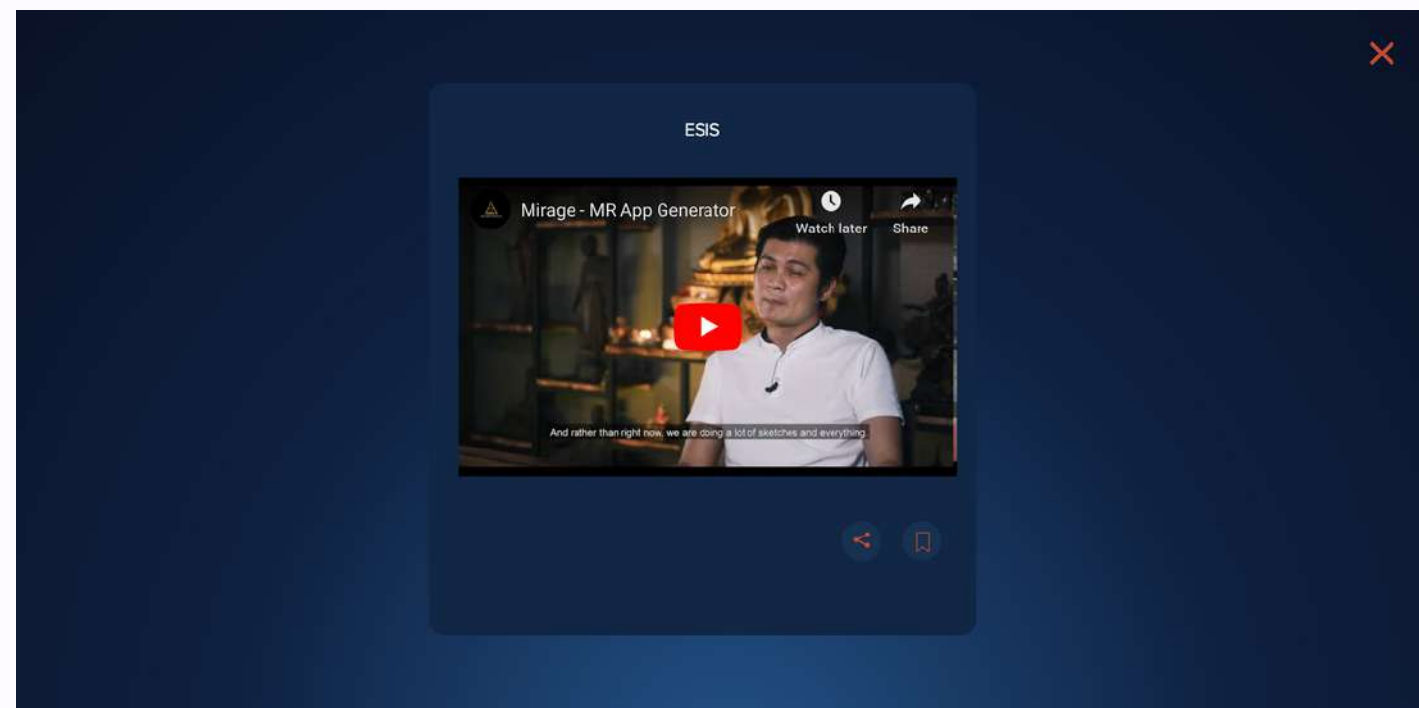 ESIS
Mirage - MR App Generator
Watch later
Share
And rather than right now, we are doing a lot of sketches and everything